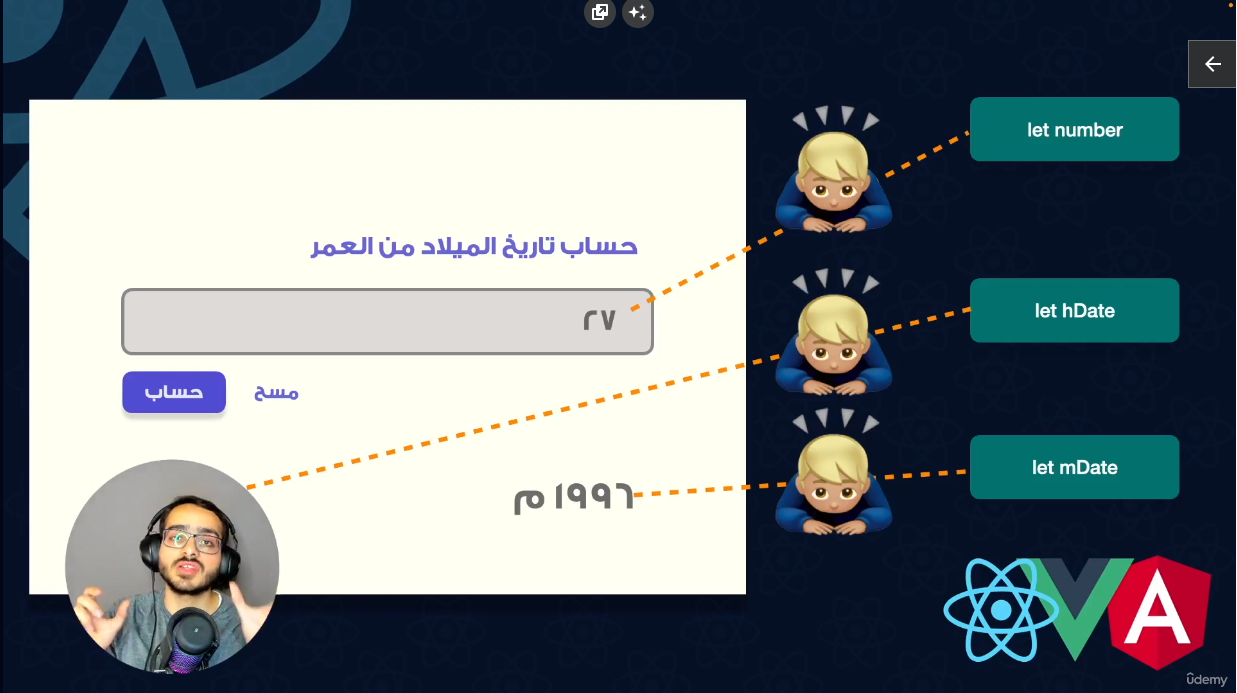 let number
حساب تاريخ الميلاد من العمر
٢٧
let hDate
حساب
مسح
١٩٩٦ م
let mDate
ûdemy